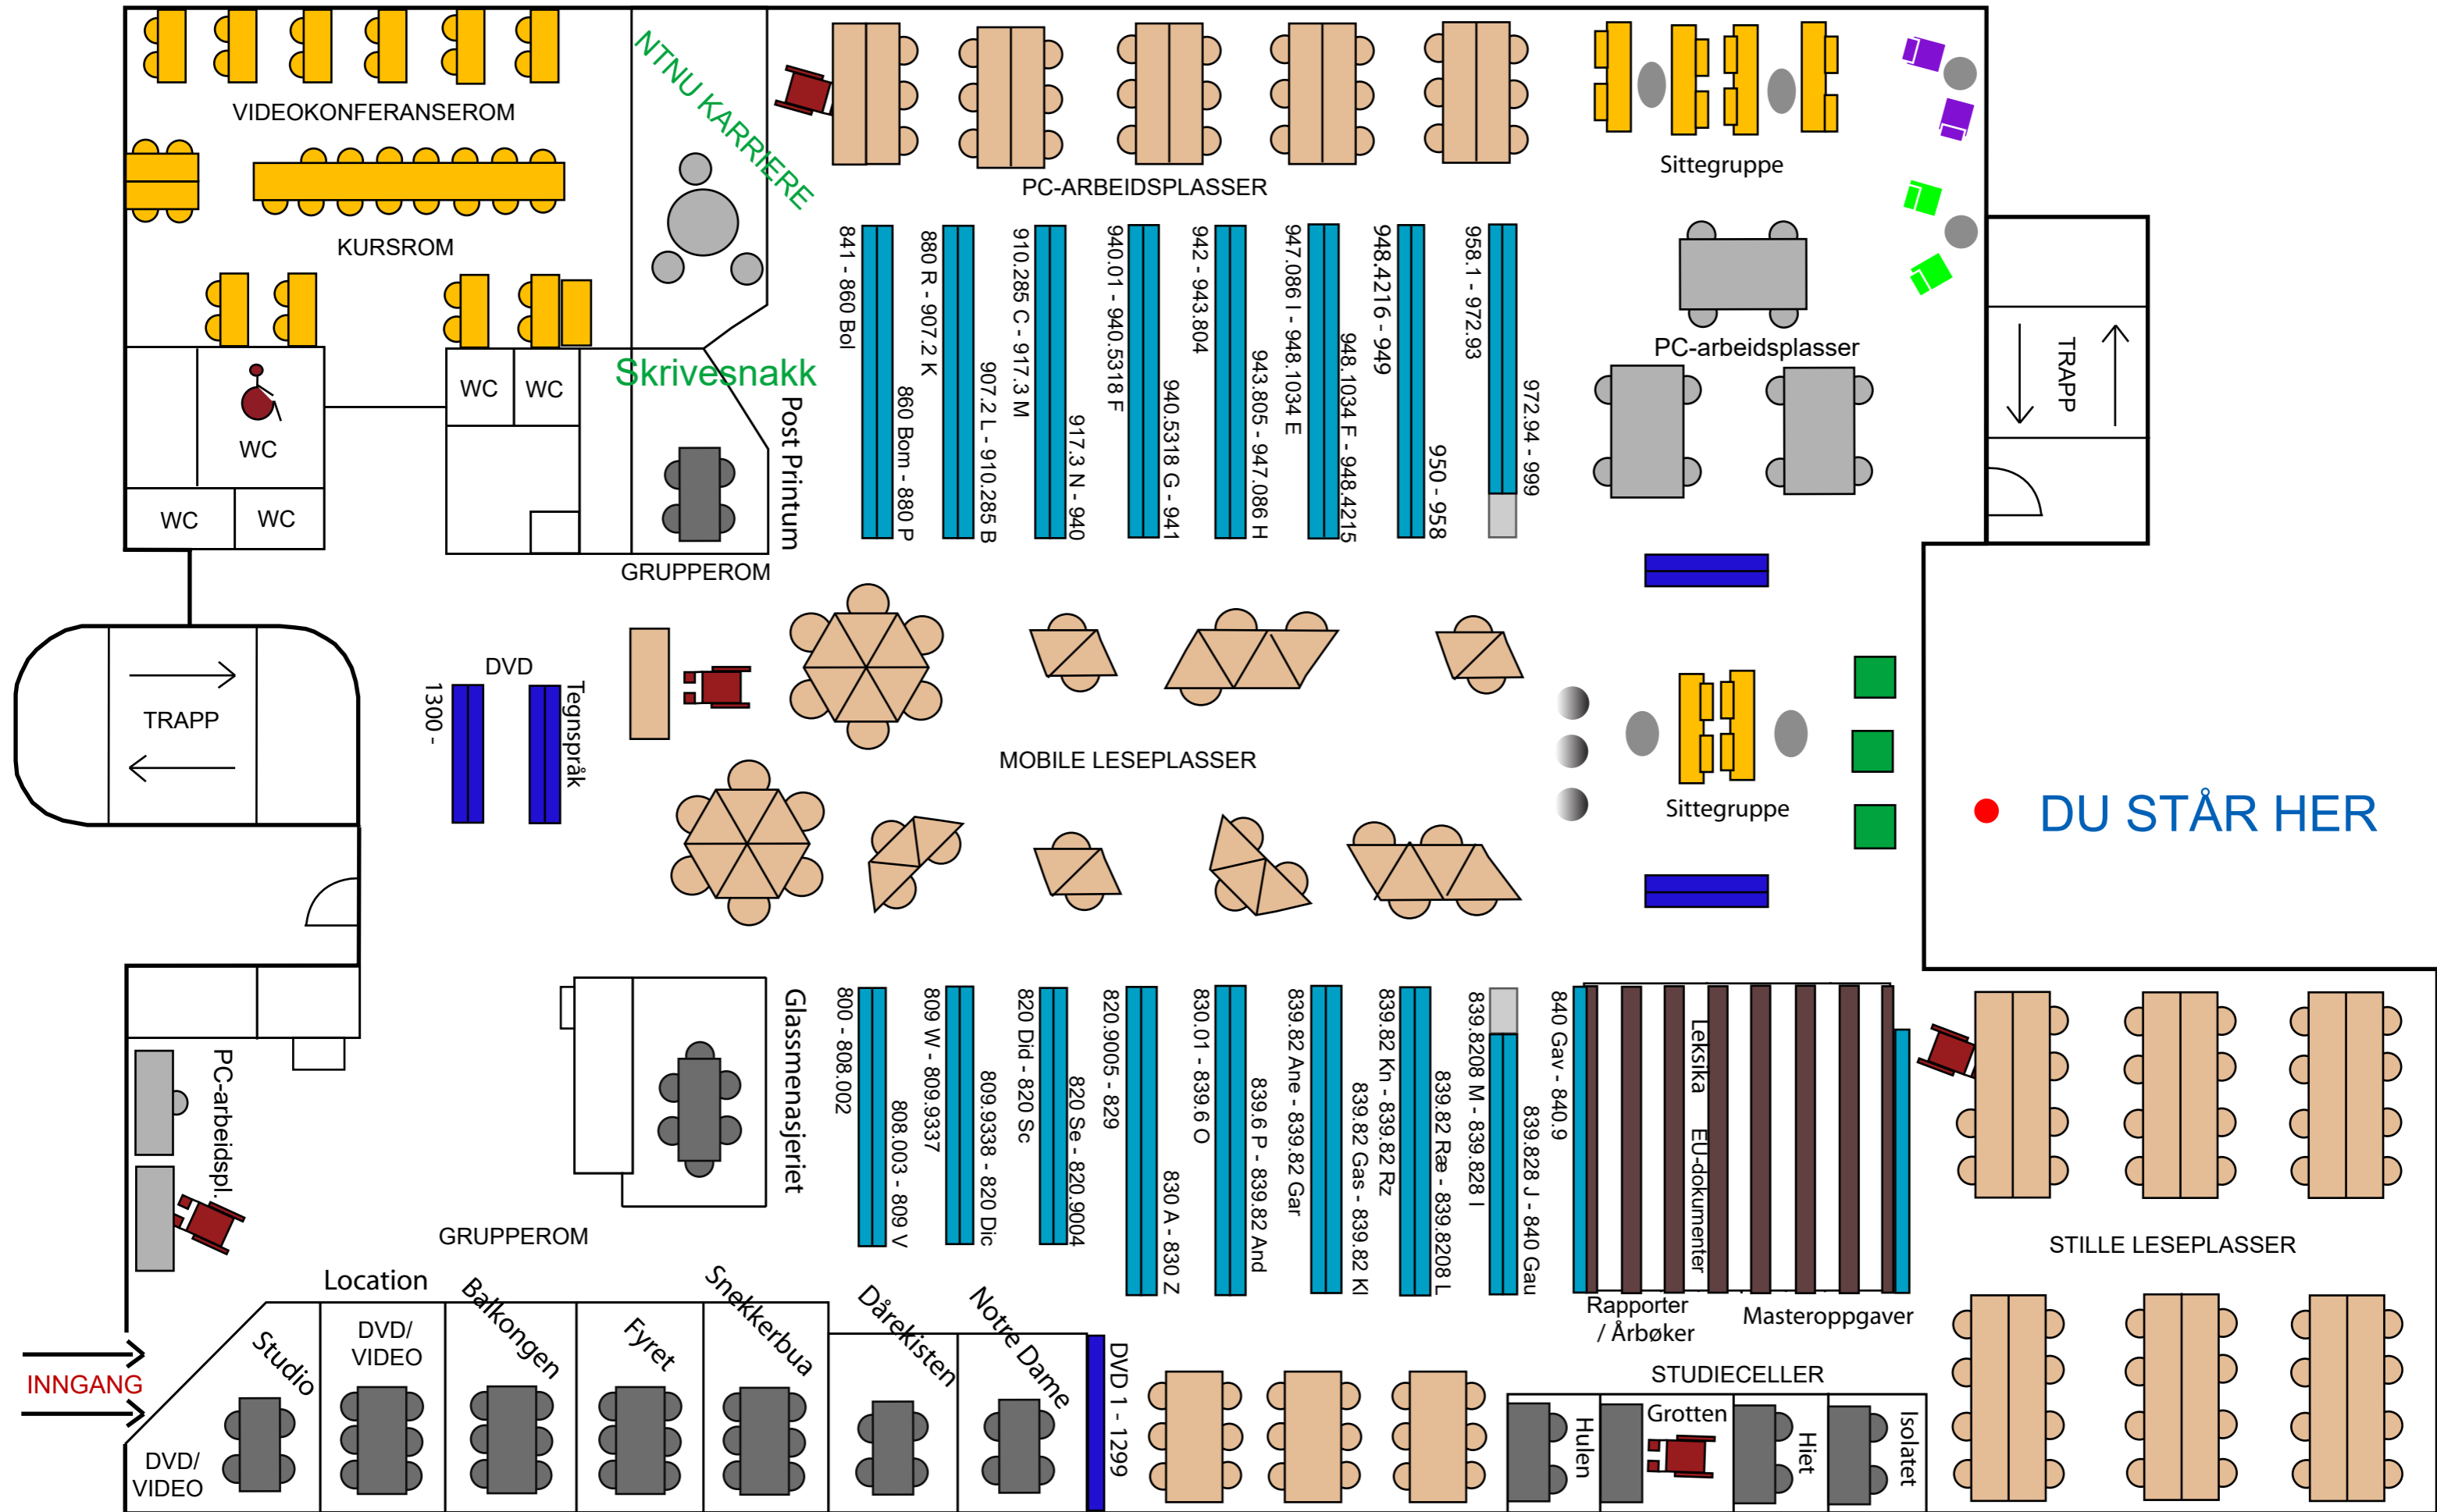 NTNU KARRIERE
VIDEOKONFERANSEROM
KURSROM
PC-ARBEIDSPLASSER
Sittegruppe
841 - 860 Bol
860 Bom - 880 P
880 R - 907.2 K
907.2 L - 910.285 B
910.285 C - 917.3 M
917.3 N - 940
940.01 - 940.5318 F
940.5318 G - 941
942 - 943.804
943.805 - 947.086 H
947.086 I - 948.1034 E
948.1034 F - 948.4215
948.4216 - 949
950 - 958
958.1 - 972.93
972.94 - 999
PC-arbeidsplasser
TRAPP
Skrivesnakk
WC
WC
WC
WC
WC
Post Printum
GRUPPEROM
TRAPP
DVD
1300 -
Tegnspråk
MOBILE LESEPLASSER
Sittegruppe
DU STÅR HER
PC-arbeidspl.
Glassmenasjeriet
800 - 808.002
808.003 - 809 V
809 W - 809.9337
809.9338 - 820 Dic
820 Did - 820 Sc
820 Se - 820.9004
820.9005 - 829
830 A - 830 Z
830.01 - 839.6 O
839.6 P - 839.82 And
839.82 Ane - 839.82 Gar
839.82 Gas - 839.82 Kl
839.82 Kn - 839.82 Rz
839.82 Ræ - 839.8208 L
839.8208 M - 839.828 I
839.828 J - 840 Gau
840 Gav - 840.9
Leksika
EU-dokumenter
Rapporter
/ Årbøker
Masteroppgaver
STILLE LESEPLASSER
GRUPPEROM
Location
Studio
DVD/
VIDEO
Balkongen
Fyret
Snekkerbua
Dårekisten
Notre Dame
DVD 1 - 1299
STUDIECELLER
Hulen
Grotten
Hiet
Isolatet
INNGANG
DVD/
VIDEO